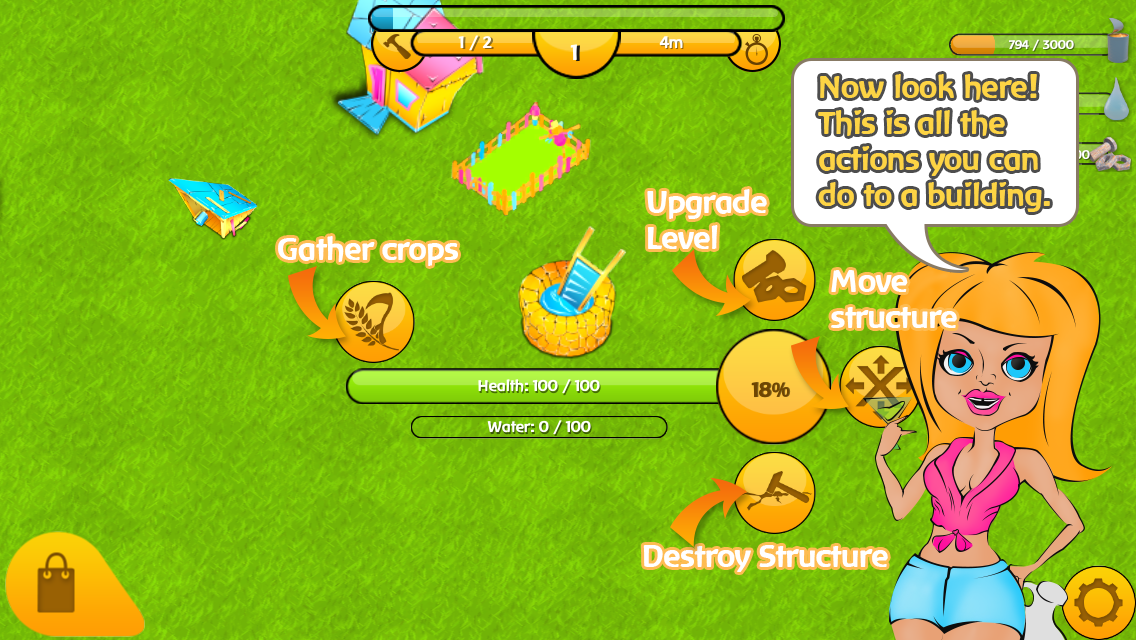 1 / 2
1
4m
794 / 3000
Now look here!
This is all the
actions you can
do to a building.
Upgrade
Level
Gather crops
Move
structure
Health: 100 / 100
18%
Water: 0 / 100
Destroy Structure